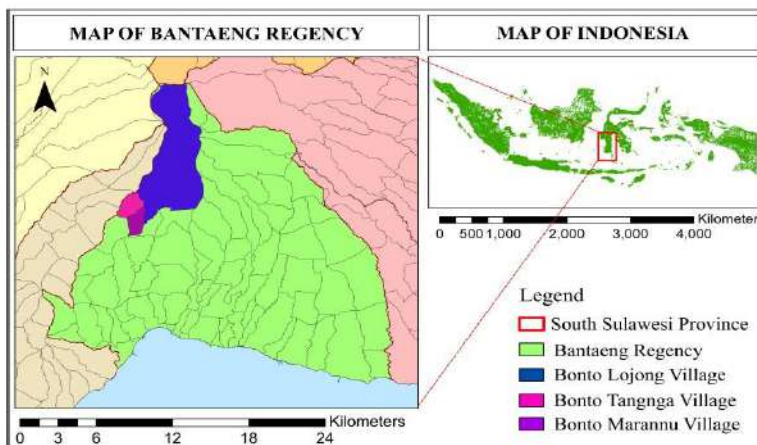 MAP OF BANTAENG REGENCY
N
Kilometers
0 3 6 12 18 24
MAP OF INDONESIA
Kilometer
0 500 1,000 2,000 3,000 4,000
Legend
South Sulawesi Province
Bantaeng Regency
Bonto Lojong Village
Bonto Tangnga Village
Bonto Marannu Village